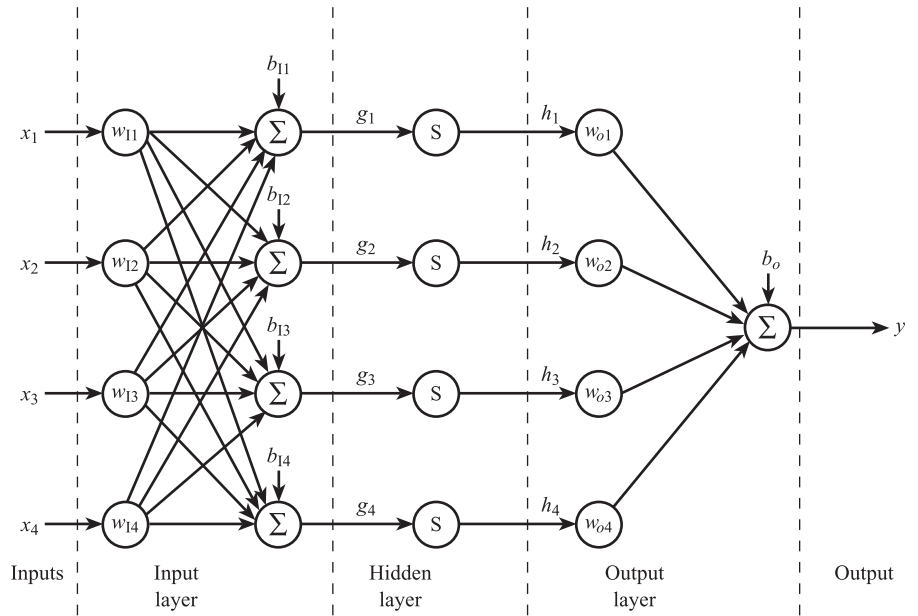 b_I1
x_1 w_I1 Σ g_1 S h_1 w_o1
b_I2
x_2 w_I2 Σ g_2 S h_2 w_o2
b_o
Σ y
b_I3
x_3 w_I3 Σ g_3 S h_3 w_o3
b_I4
x_4 w_I4 Σ g_4 S h_4 w_o4
Inputs Input layer Hidden layer Output layer Output